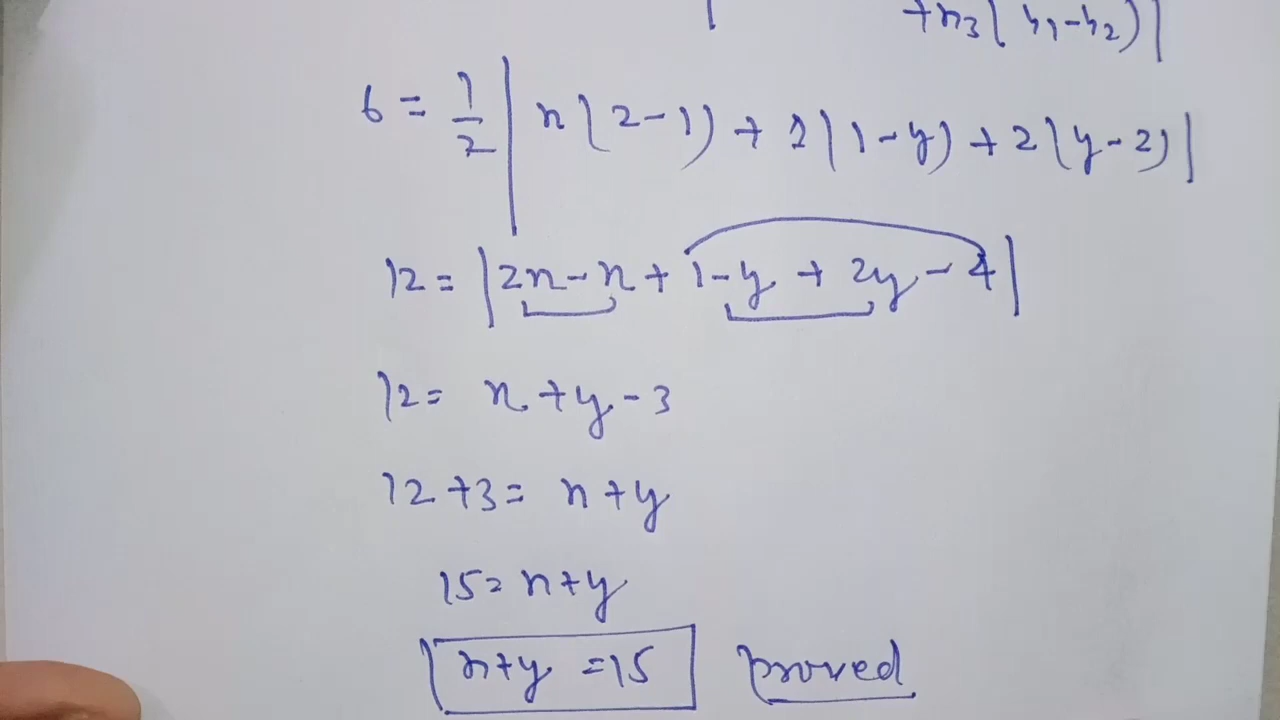 +x₃(y₁-y₂)|
6 = 1/2 |x(2-1) + 1(1-y) + 2(y-2)|
12 = |2x-x + 1-y + 2y-4|
12 = x+y-3
12+3 = x+y
15 = x+y
x+y = 15 proved